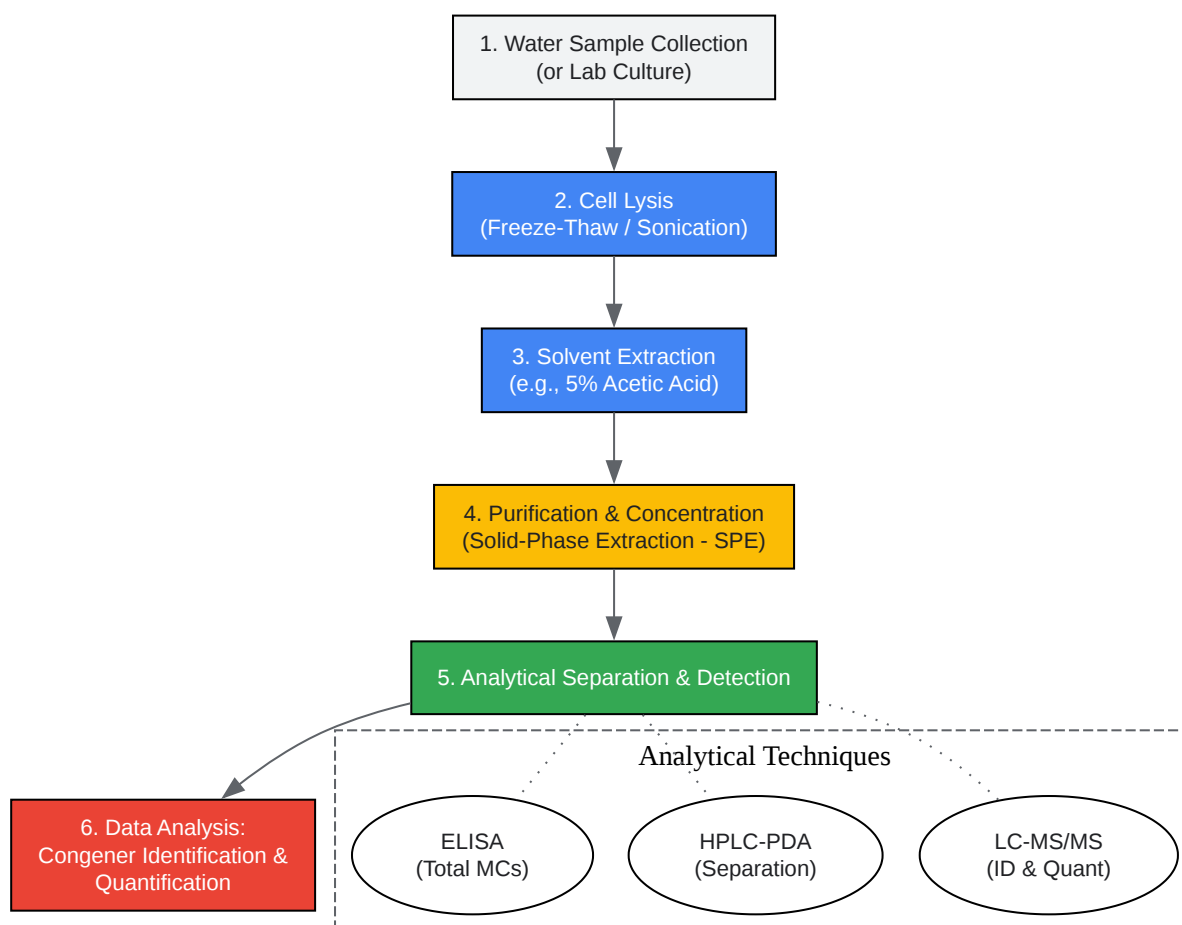 1. Water Sample Collection
(or Lab Culture)
2. Cell Lysis
(Freeze-Thaw / Sonication)
3. Solvent Extraction
(e.g., 5% Acetic Acid)
4. Purification & Concentration
(Solid-Phase Extraction - SPE)
5. Analytical Separation & Detection
Analytical Techniques
6. Data Analysis:
Congener Identification &
Quantification
ELISA
(Total MCs)
HPLC-PDA
(Separation)
LC-MS/MS
(ID & Quant)